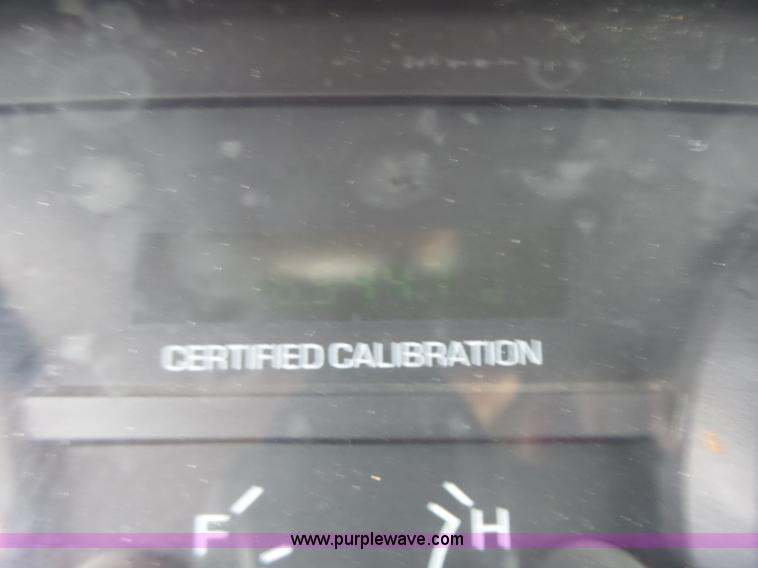 CERTIFIED CALIBRATION
F H
www.purplewave.com